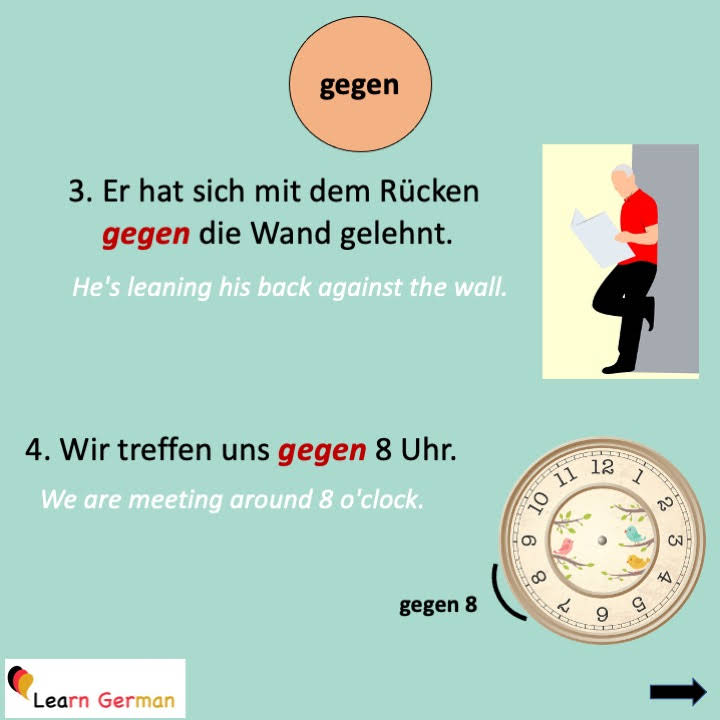 gegen
3. Er hat sich mit dem Rücken
gegen die Wand gelehnt.
He's leaning his back against the wall.
4. Wir treffen uns gegen 8 Uhr.
We are meeting around 8 o'clock.
12
1
2
3
4
5
6
7
8
9
10
11
gegen 8
Learn German